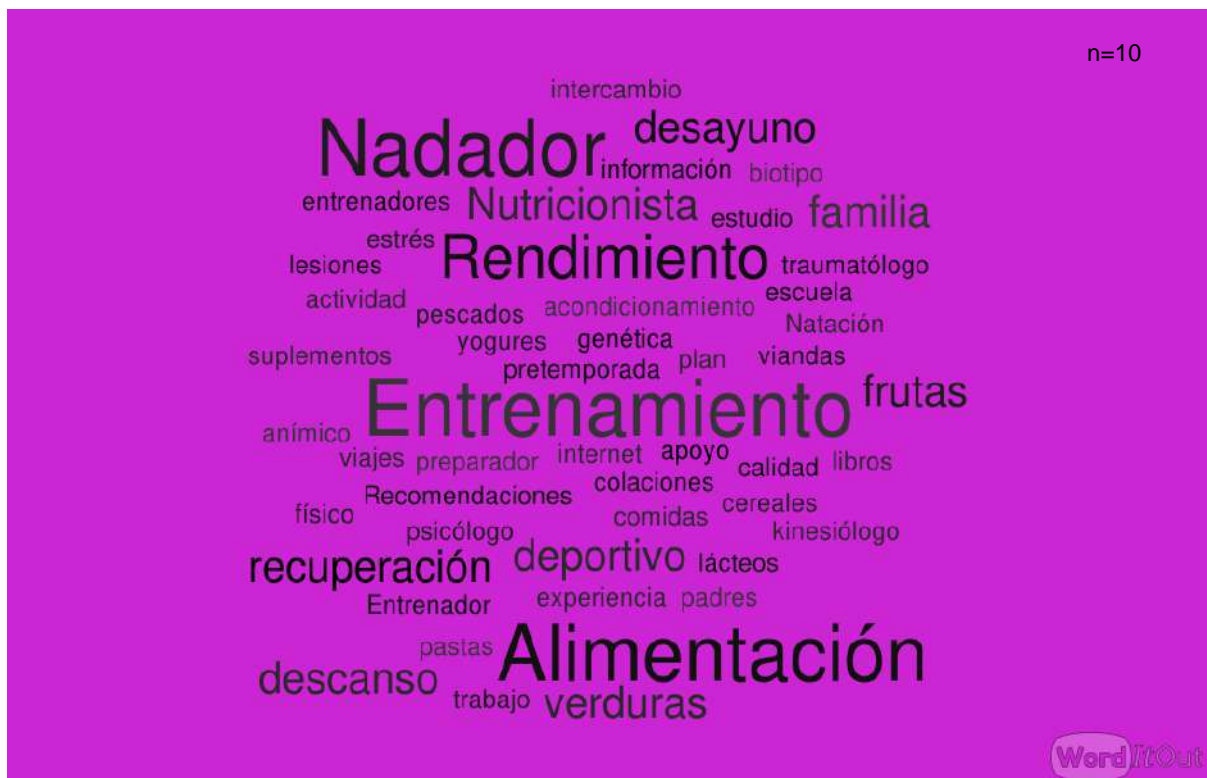 n=10
intercambio
Nadador desayuno
información biotipo
entrenadores Nutricionista estudio familia
estrés Rendimiento traumatólogo
lesiones
actividad pescados acondicionamiento escuela
Natación
yogures genética
suplementos pretemporada plan viandas
Entrenamiento frutas
anímico
viajes preparador internet apoyo calidad libros
Recomendaciones colaciones
físico comidas cereales
psicólogo kinesiólogo
recuperación deportivo lácteos
Entrenador experiencia padres
pastas Alimentación
descanso trabajo verduras
WordItOut